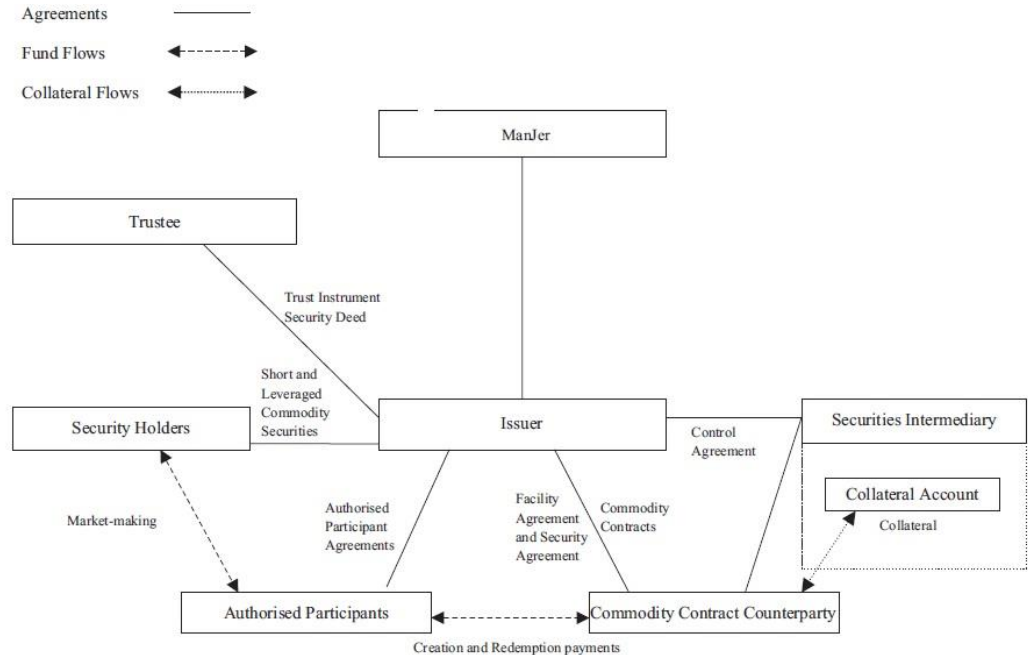 Agreements
Fund Flows
Collateral Flows
ManJer
Trustee
Trust Instrument
Security Deed
Short and
Leveraged
Commodity
Securities
Security Holders
Issuer
Control
Agreement
Securities Intermediary
Collateral Account
Collateral
Market-making
Authorised
Participant
Agreements
Facility
Agreement
and Security
Agreement
Commodity
Contracts
Authorised Participants
Commodity Contract Counterparty
Creation and Redemption payments